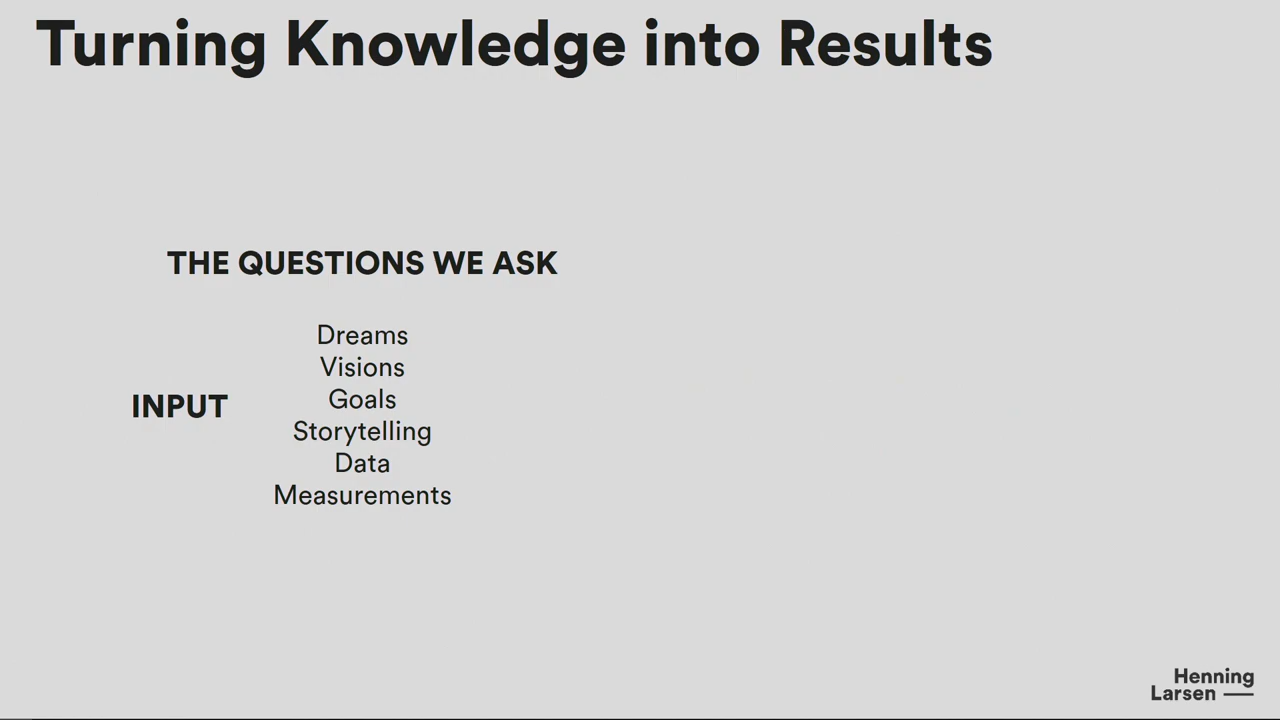 Turning Knowledge into Results
THE QUESTIONS WE ASK
Dreams
Visions
Goals
INPUT
Storytelling
Data
Measurements
Henning
Larsen